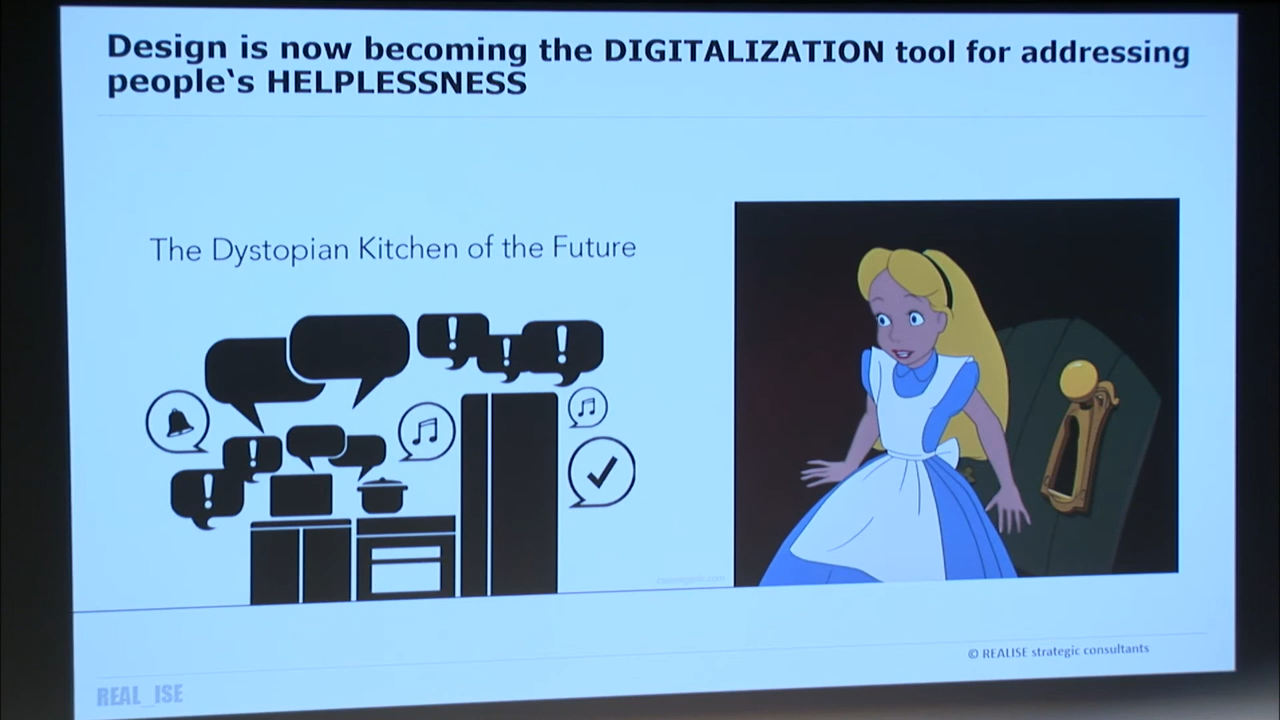 Design is now becoming the DIGITALIZATION tool for addressing
people‘s HELPLESSNESS
The Dystopian Kitchen of the Future
!
!
!
!
!
© REALISE strategic consultants
REAL_ISE